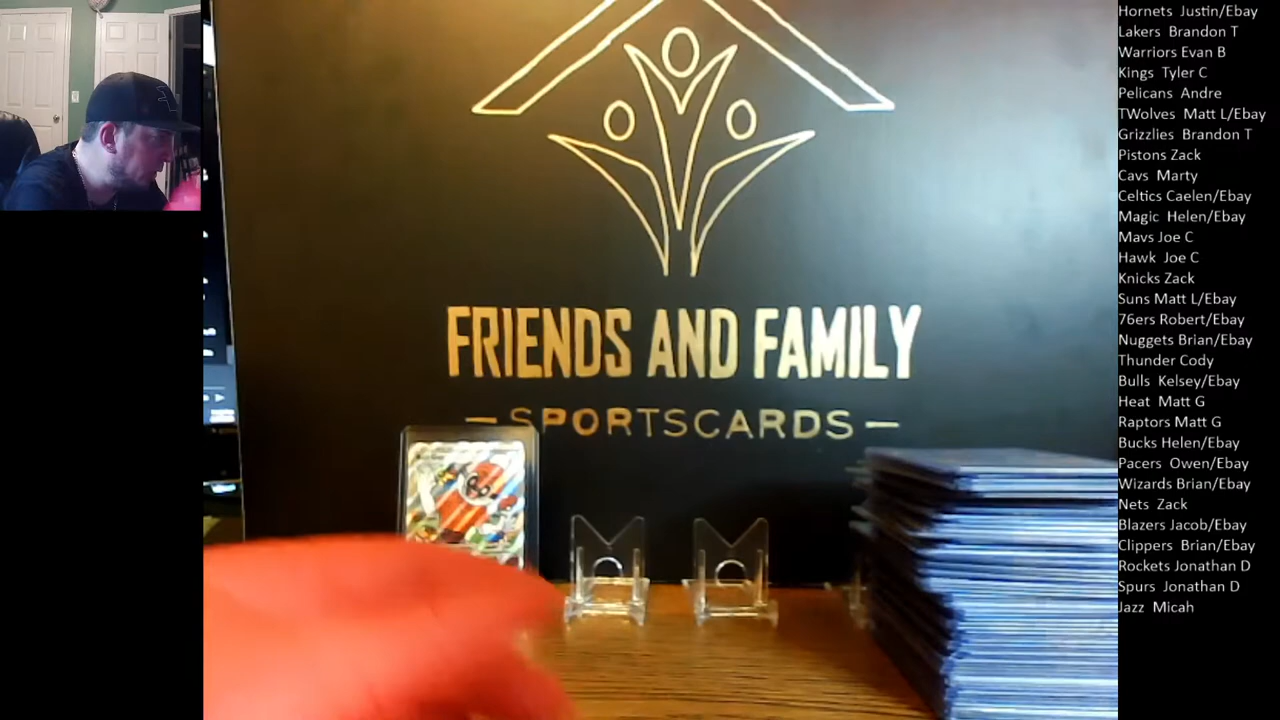 FRIENDS AND FAMILY
SPORTSCARDS
Hornets Justin/Ebay
Lakers Brandon T
Warriors Evan B
Kings Tyler C
Pelicans Andre
TWolves Matt L/Ebay
Grizzlies Brandon T
Pistons Zack
Cavs Marty
Celtics Caelen/Ebay
Magic Helen/Ebay
Mavs Joe C
Hawk Joe C
Knicks Zack
Suns Matt L/Ebay
76ers Robert/Ebay
Nuggets Brian/Ebay
Thunder Cody
Bulls Kelsey/Ebay
Heat Matt G
Raptors Matt G
Bucks Helen/Ebay
Pacers Owen/Ebay
Wizards Brian/Ebay
Nets Zack
Blazers Jacob/Ebay
Clippers Brian/Ebay
Rockets Jonathan D
Spurs Jonathan D
Jazz Micah